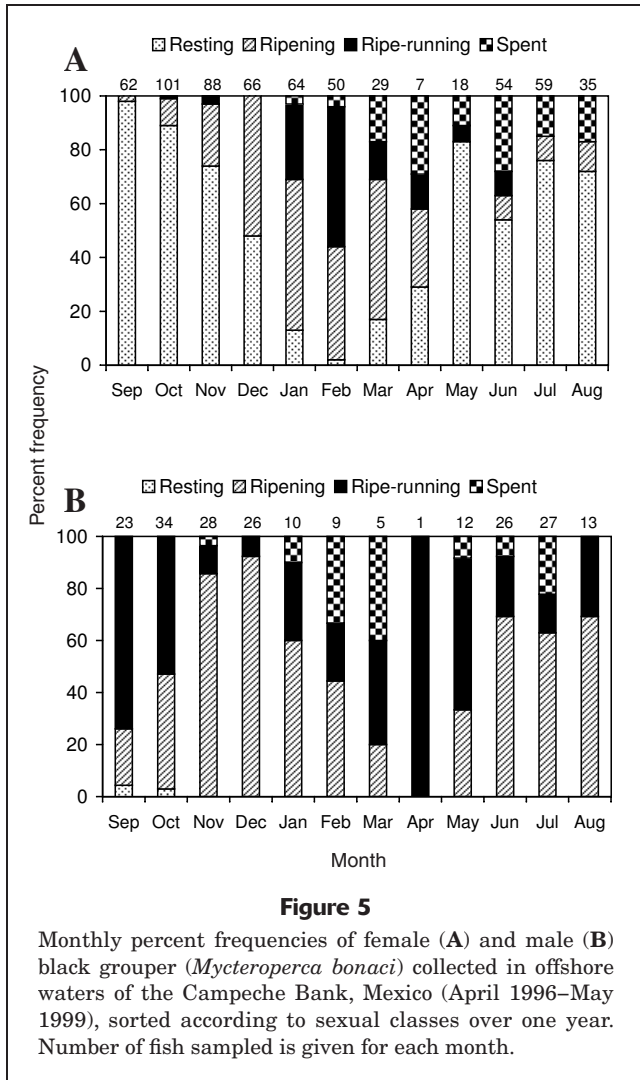 Resting Ripening Ripe-running Spent
A
62 101 88 66 64 50 29 7 18 54 59 35
100
80
60
40
20
0
Sep Oct Nov Dec Jan Feb Mar Apr May Jun Jul Aug
Percent frequency
Resting Ripening Ripe-running Spent
B
23 34 28 26 10 9 5 1 12 26 27 13
100
80
60
40
20
0
Sep Oct Nov Dec Jan Feb Mar Apr May Jun Jul Aug
Month
Figure 5
Monthly percent frequencies of female (A) and male (B)
black grouper (Mycteroperca bonaci) collected in offshore
waters of the Campeche Bank, Mexico (April 1996–May
1999), sorted according to sexual classes over one year.
Number of fish sampled is given for each month.